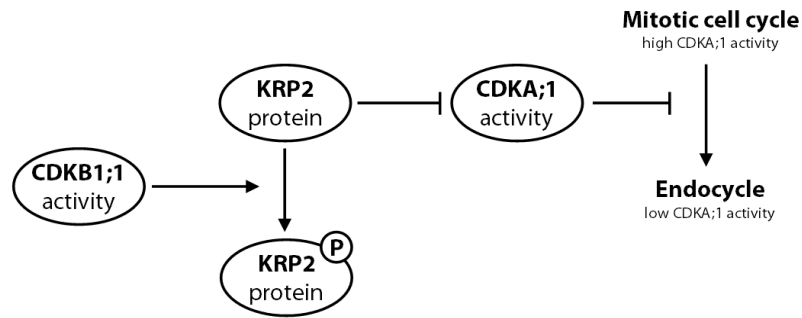 Mitotic cell cycle
high CDKA;1 activity
KRP2
protein
CDKA;1
activity
CDKB1;1
activity
Endocycle
low CDKA;1 activity
P
KRP2
protein